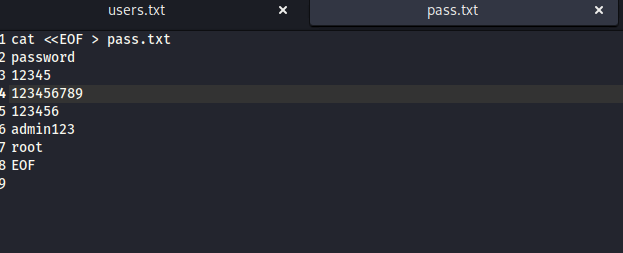 users.txt × pass.txt ×
1 cat <<EOF > pass.txt
2 password
3 12345
4 123456789
5 123456
6 admin123
7 root
8 EOF
9